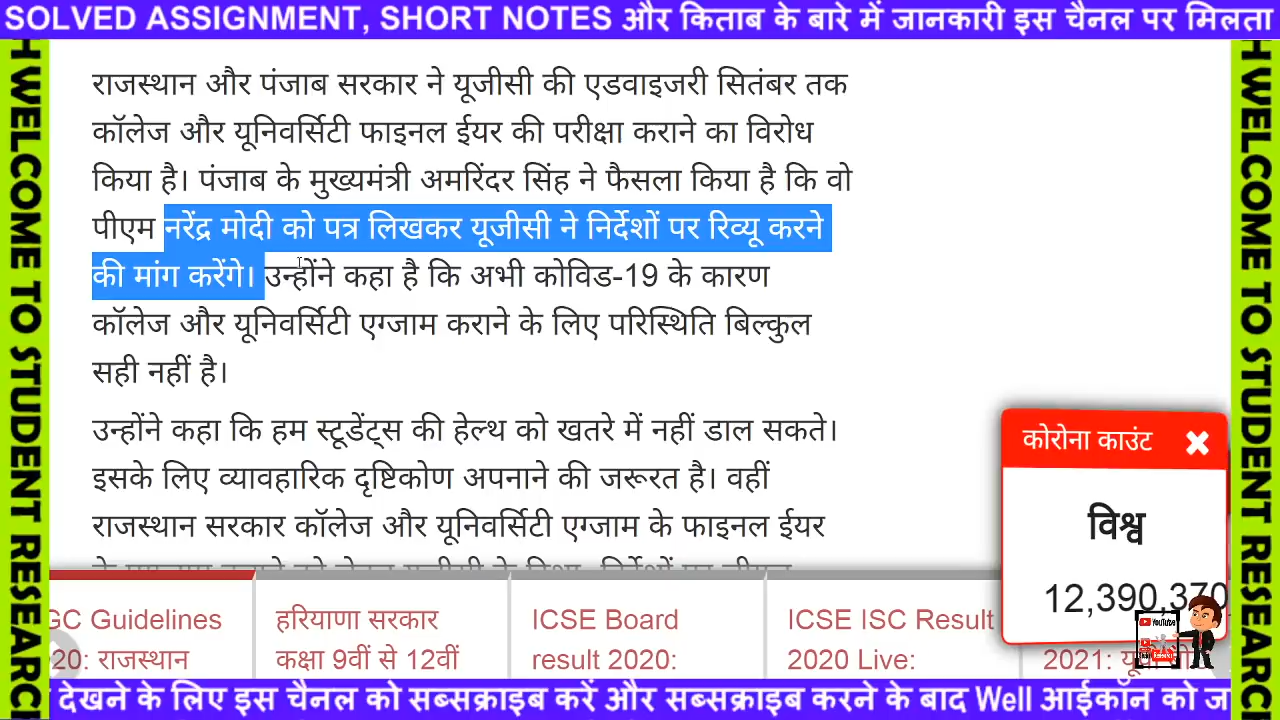 SOLVED ASSIGNMENT, SHORT NOTES और किताब के बारे में जानकारी इस चैनल पर मिलता
WELCOME TO STUDENT RESEARC
राजस्थान और पंजाब सरकार ने यूजीसी की एडवाइजरी सितंबर तक
कॉलेज और यूनिवर्सिटी फाइनल ईयर की परीक्षा कराने का विरोध
किया है। पंजाब के मुख्यमंत्री अमरिंदर सिंह ने फैसला किया है कि वो
पीएम नरेंद्र मोदी को पत्र लिखकर यूजीसी ने निर्देशों पर रिव्यू करने
की मांग करेंगे। उन्होंने कहा है कि अभी कोविड-19 के कारण
कॉलेज और यूनिवर्सिटी एग्जाम कराने के लिए परिस्थिति बिल्कुल
सही नहीं है।
उन्होंने कहा कि हम स्टूडेंट्स की हेल्थ को खतरे में नहीं डाल सकते।
इसके लिए व्यावहारिक दृष्टिकोण अपनाने की जरूरत है। वहीं
राजस्थान सरकार कॉलेज और यूनिवर्सिटी एग्जाम के फाइनल ईयर
कोरोना काउंट
विश्व
12,390,370
GC Guidelines
20: राजस्थान
हरियाणा सरकार
कक्षा 9वीं से 12वीं
ICSE Board
result 2020:
ICSE ISC Result
2020 Live:
2021:
YouTube
WELCOME TO STUDENT RESEARC
देखने के लिए इस चैनल को सब्सक्राइब करें और सब्सक्राइब करने के बाद Well आईकॉन को ज